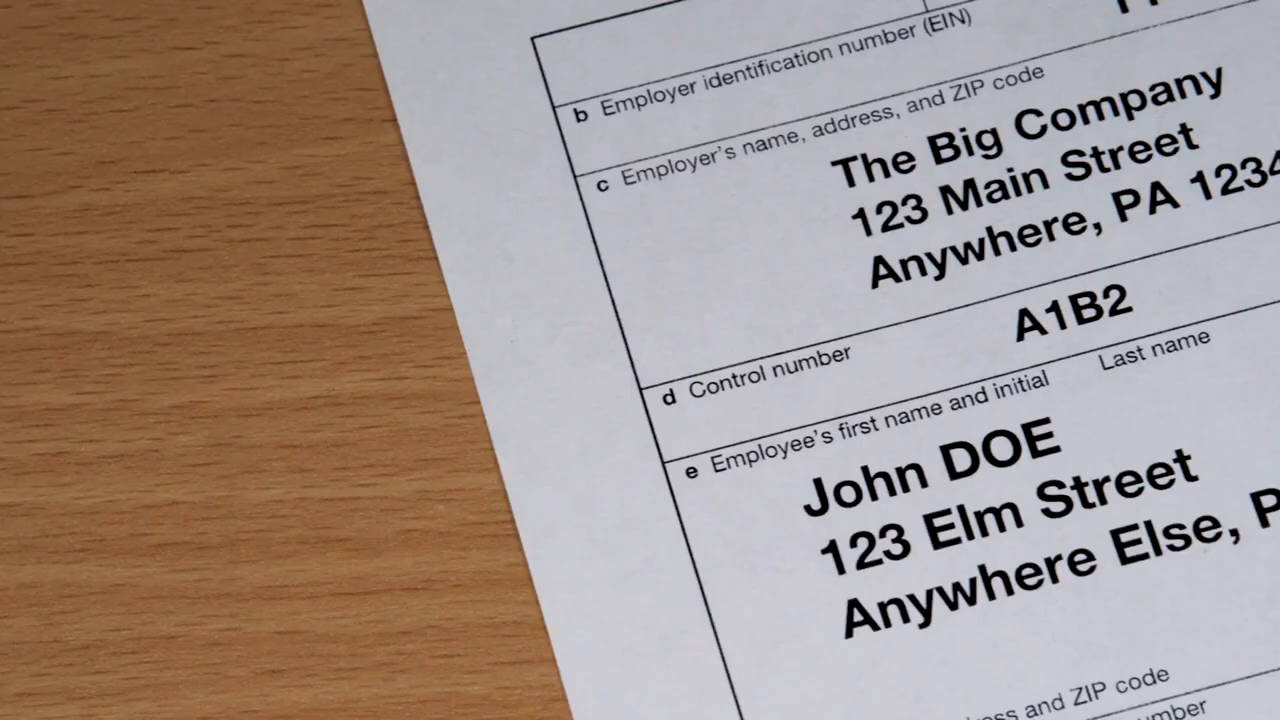 b Employer identification number (EIN)
c Employer's name, address, and ZIP code
The Big Company
123 Main Street
Anywhere, PA 1234
d Control number
A1B2
e Employee's first name and initial Last name
John DOE
123 Elm Street
Anywhere Else, P
and ZIP code